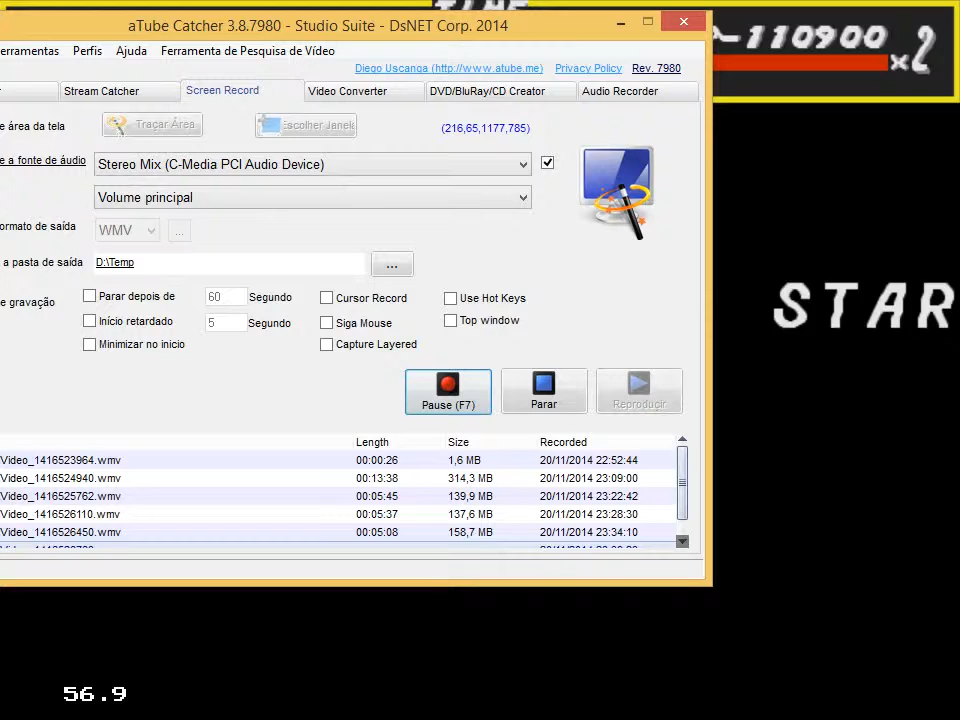 aTube Catcher 3.8.7980 - Studio Suite - DsNET Corp. 2014
110900 x2
erramentas Perfis Ajuda Ferramenta de Pesquisa de Vídeo
Diego Uscanga (http://www.atube.me) Privacy Policy Rev. 7980
Stream Catcher Screen Record Video Converter DVD/BluRay/CD Creator Audio Recorder
e área da tela Traçar Área Escolher Janela (216,65,1177,785)
e a fonte de áudio Stereo Mix (C-Media PCI Audio Device)
Volume principal
ormato de saída WMV ...
a pasta de saída D:\Temp ...
e gravação Parar depois de 60 Segundo Cursor Record Use Hot Keys
Início retardado 5 Segundo Siga Mouse Top window
Minimizar no inicio Capture Layered
STAR
Pause (F7) Parar Reproducir
Length Size Recorded
Video_1416523964.wmv 00:00:26 1,6 MB 20/11/2014 22:52:44
Video_1416524940.wmv 00:13:38 314,3 MB 20/11/2014 23:09:00
Video_1416525762.wmv 00:05:45 139,9 MB 20/11/2014 23:22:42
Video_1416526110.wmv 00:05:37 137,6 MB 20/11/2014 23:28:30
Video_1416526450.wmv 00:05:08 158,7 MB 20/11/2014 23:34:10
56.9